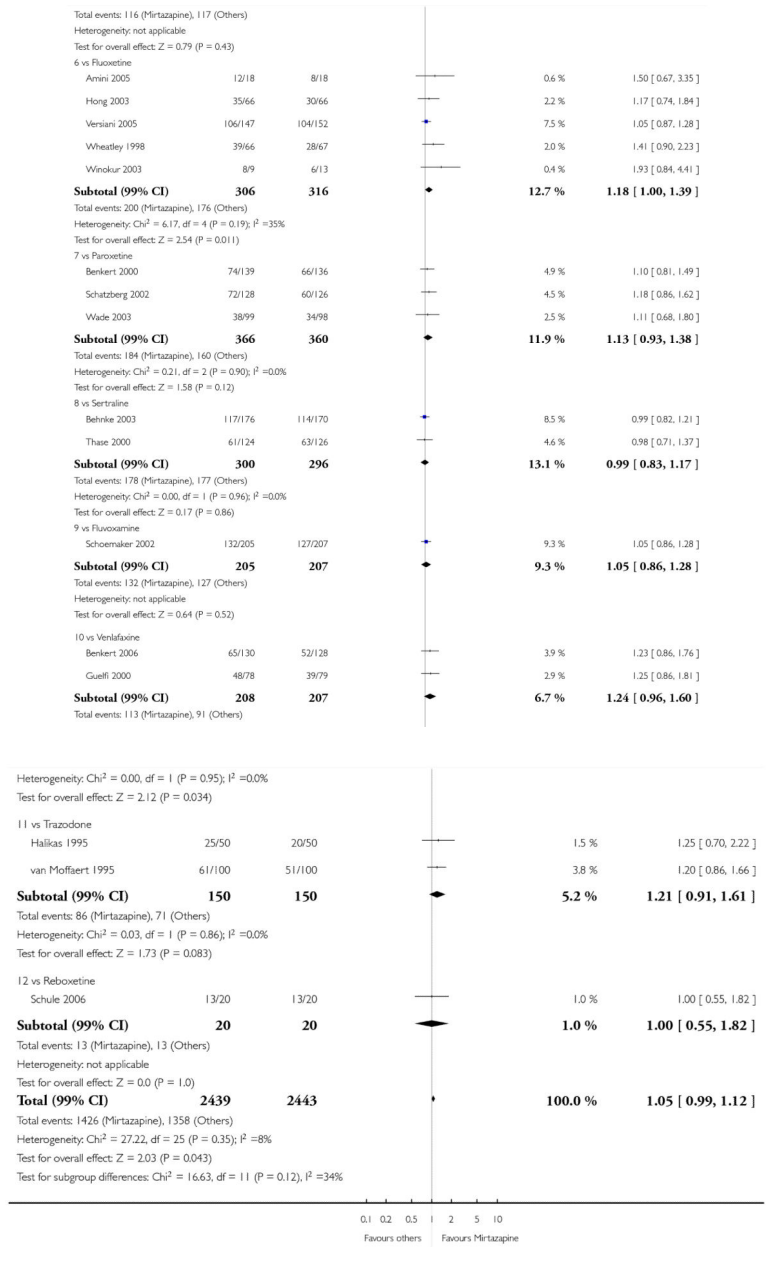 Total events: 116 (Mirtazapine), 117 (Others)
Heterogeneity: not applicable
Test for overall effect: Z = 0.79 (P = 0.43)
6 vs Fluoxetine
Amini 2005 12/18 8/18 0.6 % 1.50 [ 0.67, 3.35 ]
Hong 2003 35/66 30/66 2.2 % 1.17 [ 0.74, 1.84 ]
Versiani 2005 106/147 104/152 7.5 % 1.05 [ 0.87, 1.28 ]
Wheatley 1998 39/66 28/67 2.0 % 1.41 [ 0.90, 2.23 ]
Winokur 2003 8/9 6/13 0.4 % 1.93 [ 0.84, 4.41 ]
Subtotal (99% CI) 306 316 12.7 % 1.18 [ 1.00, 1.39 ]
Total events: 200 (Mirtazapine), 176 (Others)
Heterogeneity: Chi² = 6.17, df = 4 (P = 0.19); I² =35%
Test for overall effect: Z = 2.54 (P = 0.011)
7 vs Paroxetine
Benkert 2000 74/139 66/136 4.9 % 1.10 [ 0.81, 1.49 ]
Schatzberg 2002 72/128 60/126 4.5 % 1.18 [ 0.86, 1.62 ]
Wade 2003 38/99 34/98 2.5 % 1.11 [ 0.68, 1.80 ]
Subtotal (99% CI) 366 360 11.9 % 1.13 [ 0.93, 1.38 ]
Total events: 184 (Mirtazapine), 160 (Others)
Heterogeneity: Chi² = 0.21, df = 2 (P = 0.90); I² =0.0%
Test for overall effect: Z = 1.58 (P = 0.12)
8 vs Sertraline
Behnke 2003 117/176 114/170 8.5 % 0.99 [ 0.82, 1.21 ]
Thase 2000 61/124 63/126 4.6 % 0.98 [ 0.71, 1.37 ]
Subtotal (99% CI) 300 296 13.1 % 0.99 [ 0.83, 1.17 ]
Total events: 178 (Mirtazapine), 177 (Others)
Heterogeneity: Chi² = 0.00, df = 1 (P = 0.96); I² =0.0%
Test for overall effect: Z = 0.17 (P = 0.86)
9 vs Fluvoxamine
Schoemaker 2002 132/205 127/207 9.3 % 1.05 [ 0.86, 1.28 ]
Subtotal (99% CI) 205 207 9.3 % 1.05 [ 0.86, 1.28 ]
Total events: 132 (Mirtazapine), 127 (Others)
Heterogeneity: not applicable
Test for overall effect: Z = 0.64 (P = 0.52)
10 vs Venlafaxine
Benkert 2006 65/130 52/128 3.9 % 1.23 [ 0.86, 1.76 ]
Guelfi 2000 48/78 39/79 2.9 % 1.25 [ 0.86, 1.81 ]
Subtotal (99% CI) 208 207 6.7 % 1.24 [ 0.96, 1.60 ]
Total events: 113 (Mirtazapine), 91 (Others)
Heterogeneity: Chi² = 0.00, df = 1 (P = 0.95); I² =0.0%
Test for overall effect: Z = 2.12 (P = 0.034)
11 vs Trazodone
Halikas 1995 25/50 20/50 1.5 % 1.25 [ 0.70, 2.22 ]
van Moffaert 1995 61/100 51/100 3.8 % 1.20 [ 0.86, 1.66 ]
Subtotal (99% CI) 150 150 5.2 % 1.21 [ 0.91, 1.61 ]
Total events: 86 (Mirtazapine), 71 (Others)
Heterogeneity: Chi² = 0.03, df = 1 (P = 0.86); I² =0.0%
Test for overall effect: Z = 1.73 (P = 0.083)
12 vs Reboxetine
Schule 2006 13/20 13/20 1.0 % 1.00 [ 0.55, 1.82 ]
Subtotal (99% CI) 20 20 1.0 % 1.00 [ 0.55, 1.82 ]
Total events: 13 (Mirtazapine), 13 (Others)
Heterogeneity: not applicable
Test for overall effect: Z = 0.0 (P = 1.0)
Total (99% CI) 2439 2443 100.0 % 1.05 [ 0.99, 1.12 ]
Total events: 1426 (Mirtazapine), 1358 (Others)
Heterogeneity: Chi² = 27.22, df = 25 (P = 0.35); I² =8%
Test for overall effect: Z = 2.03 (P = 0.043)
Test for subgroup differences: Chi² = 16.63, df = 11 (P = 0.12), I² =34%
0.1 0.2 0.5 1 2 5 10
Favours others Favours Mirtazapine